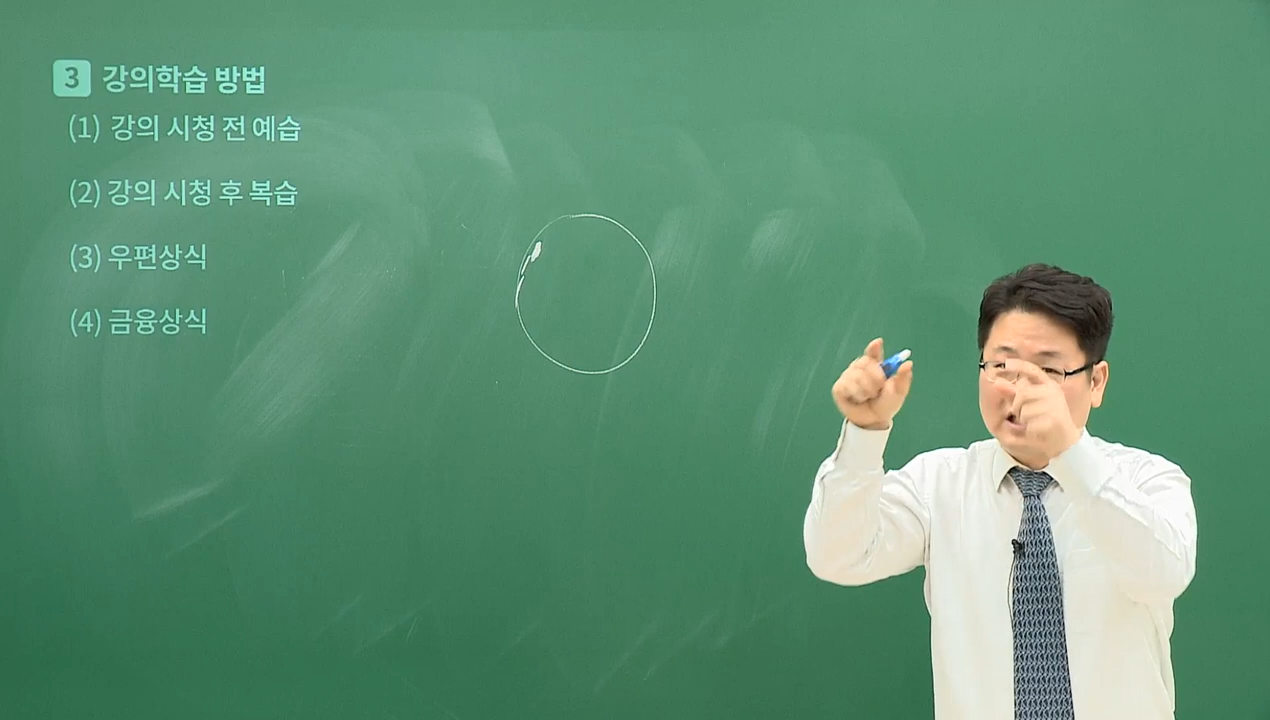 3 강의학습 방법
(1) 강의 시청 전 예습
(2) 강의 시청 후 복습
(3) 우편상식
(4) 금융상식